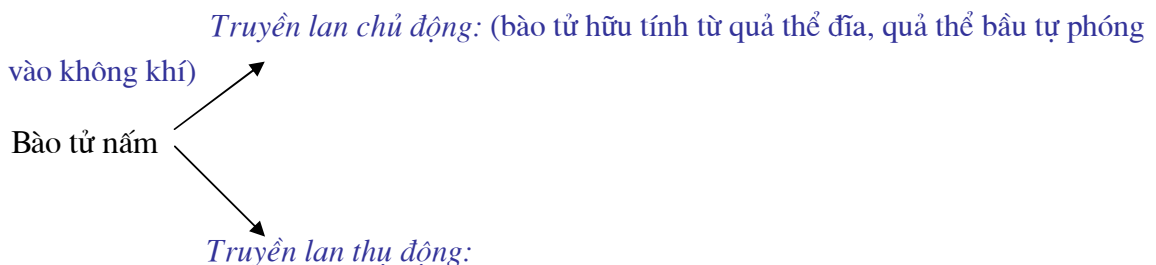 Truyền lan chủ động: (bào tử hữu tính từ quả thể đĩa, quả thể bầu tự phóng
vào không khí)
Bào tử nấm
Truyền lan thụ động: